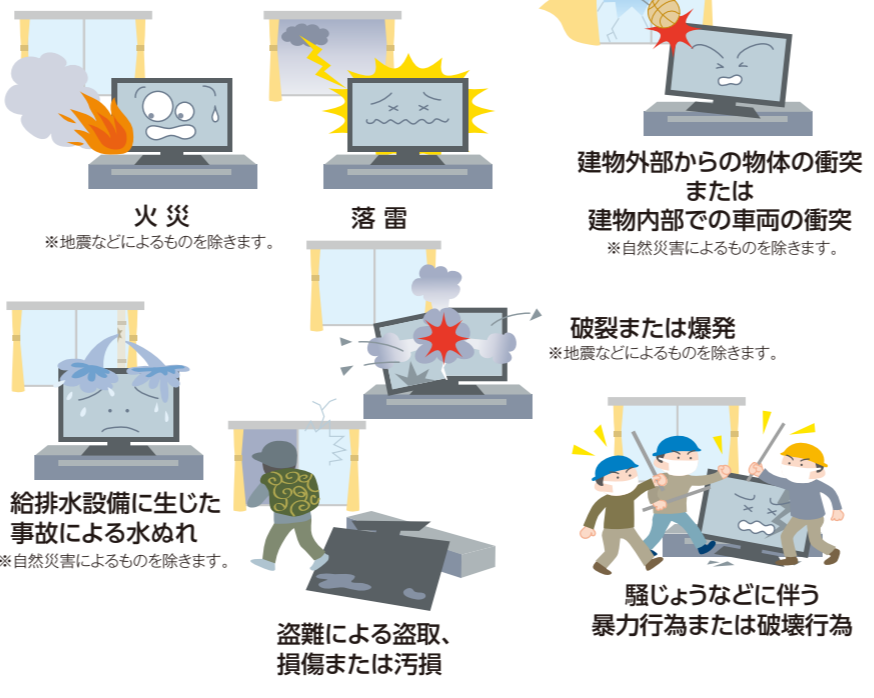 火災
※地震などによるものを除きます。
落雷
建物外部からの物体の衝突
または
建物内部での車両の衝突
※自然災害によるものを除きます。
破裂または爆発
※地震などによるものを除きます。
給排水設備に生じた
事故による水ぬれ
※自然災害によるものを除きます。
盗難による盗取、
損傷または汚損
騒じょうなどに伴う
暴力行為または破壊行為